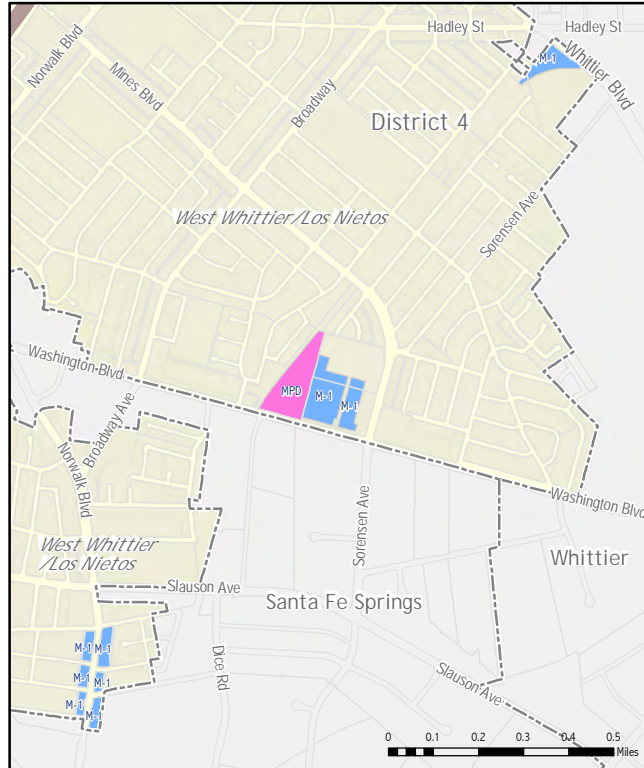 Hadley St
Hadley St
Norwalk Blvd
Mines Blvd
Broadway
M-1
Whittier Blvd
District 4
West Whittier/Los Nietos
Sorensen Ave
Washington Blvd
MPD
M-1
M-1
Broadway Ave
Norwalk Blvd
Sorensen Ave
Washington Blvd
West Whittier
/Los Nietos
Whittier
Slauson Ave
Santa Fe Springs
M-1
M-1
Dice Rd
M-1
M-1
Slauson Ave
M-1
M-1
0 0.1 0.2 0.3 0.4 0.5
Miles